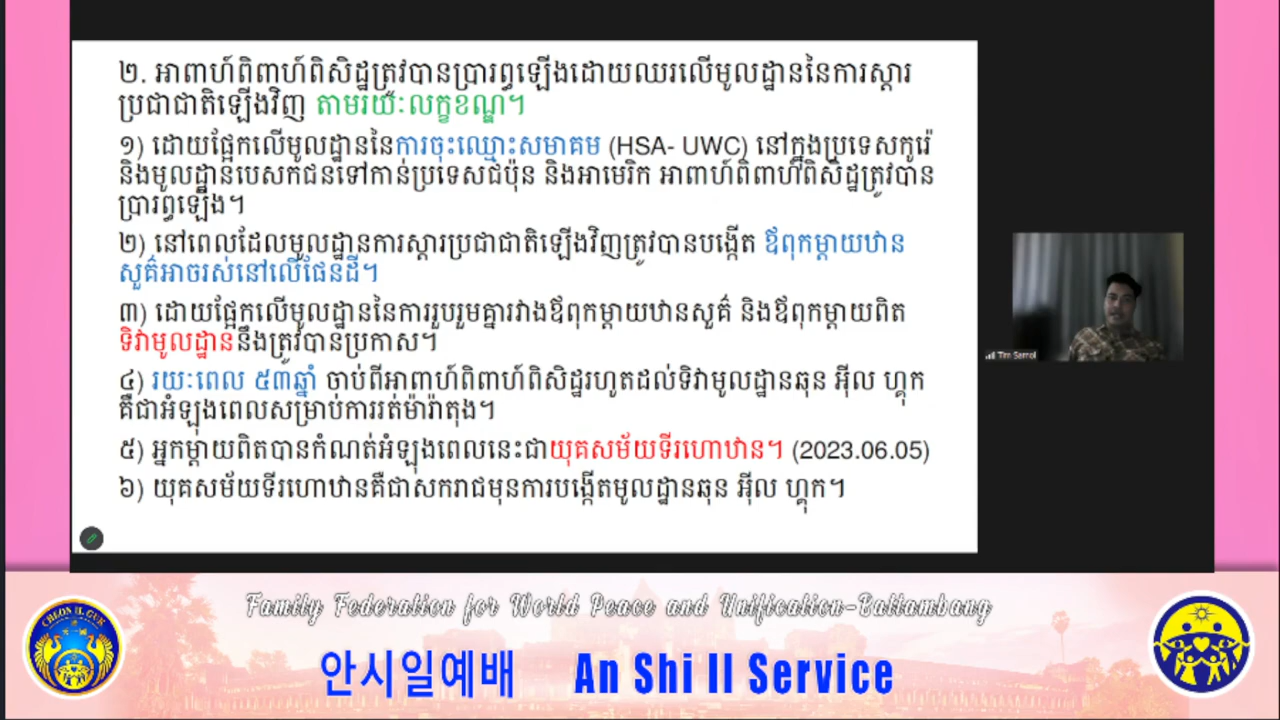 ២. អាពាហ៍ពិពាហ៍ពិសិដ្ឋត្រូវបានប្រារព្ធឡើងដោយឈរលើមូលដ្ឋាននៃការស្តារ
ប្រជាជាតិឡើងវិញ តាមរយៈលក្ខខណ្ឌ។
១) ដោយផ្អែកលើមូលដ្ឋាននៃការចុះឈ្មោះសមាគម (HSA- UWC) នៅក្នុងប្រទេសកូរ៉េ
និងមូលដ្ឋានបេសកជនទៅកាន់ប្រទេសជប៉ុន និងអាមេរិក អាពាហ៍ពិពាហ៍ពិសិដ្ឋត្រូវបាន
ប្រារព្ធឡើង។
២) នៅពេលដែលមូលដ្ឋានការស្តារប្រជាជាតិឡើងវិញត្រូវបានបង្កើត ឪពុកម្តាយឋាន
សួគ៌អាចរស់នៅលើផែនដី។
៣) ដោយផ្អែកលើមូលដ្ឋាននៃការរួបរួមគ្នារវាងឪពុកម្តាយឋានសួគ៌ និងឪពុកម្តាយពិត
ទិវាមូលដ្ឋាននឹងត្រូវបានប្រកាស។
៤) រយៈពេល ៥៣ឆ្នាំ ចាប់ពីអាពាហ៍ពិពាហ៍ពិសិដ្ឋរហូតដល់ទិវាមូលដ្ឋានឆុន អ៊ីល ហ្គុក
គឺជាអំឡុងពេលសម្រាប់ការរត់ម៉ារ៉ាតុង។
៥) អ្នកម្តាយពិតបានកំណត់អំឡុងពេលនេះជាយុគសម័យទីរហោឋាន។ (2023.06.05)
៦) យុគសម័យទីរហោឋានគឺជាសករាជមុនការបង្កើតមូលដ្ឋានឆុន អ៊ីល ហ្គុក។
Tim Samol
Family Federation for World Peace and Unification-Battambang
CHEON IL GUK
안시일예배 An Shi Il Service